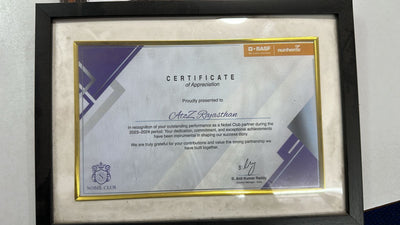 BASF
nunhems
CERTIFICATE
of Appreciation
Proudly presented to
AtoZ Rajasthan
In recognition of your outstanding performance as a Nobel Club partner during the
2023–2024 period. Your dedication, commitment, and exceptional achievements
have been instrumental in shaping our success story.
We are truly grateful for your contributions and value the strong partnership we
have built together.
NOBEL CLUB